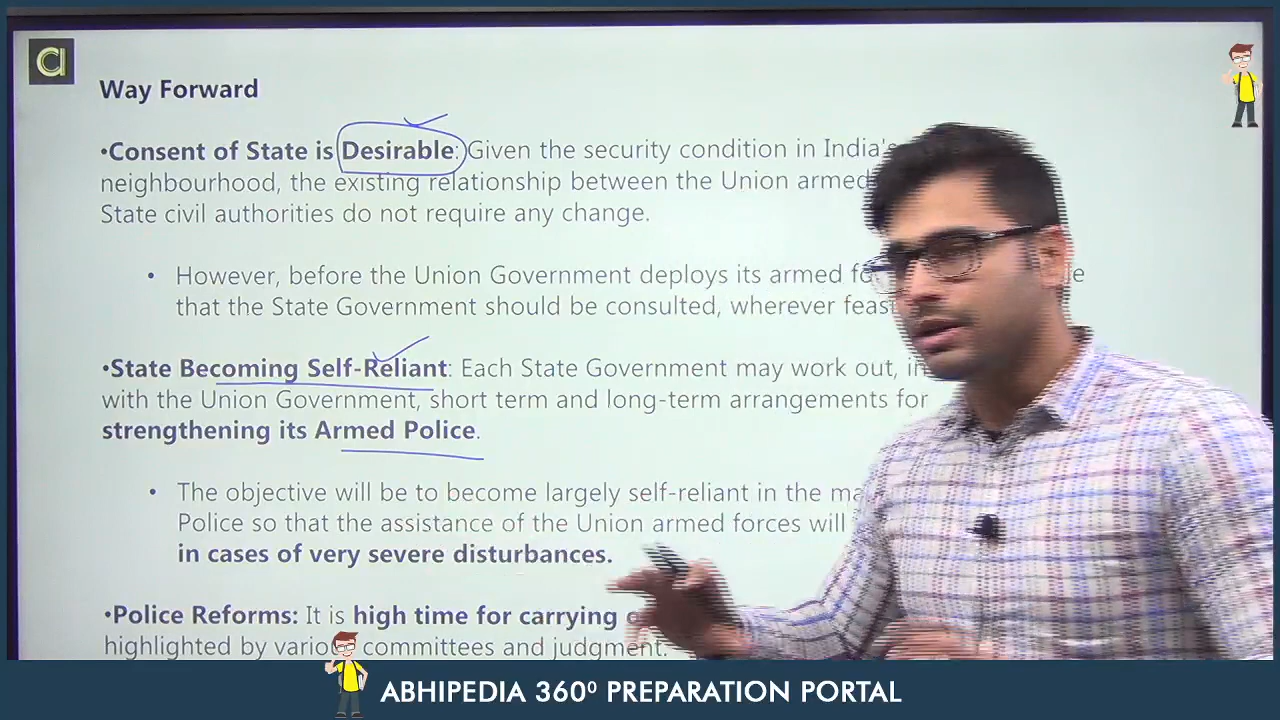 Way Forward
•Consent of State is Desirable: Given the security condition in India's
neighbourhood, the existing relationship between the Union armed
State civil authorities do not require any change.
• However, before the Union Government deploys its armed
that the State Government should be consulted, wherever
•State Becoming Self-Reliant: Each State Government may work out,
with the Union Government, short term and long-term arrangements for
strengthening its Armed Police.
• The objective will be to become largely self-reliant in the
Police so that the assistance of the Union armed forces will
in cases of very severe disturbances.
•Police Reforms: It is high time for carrying
highlighted by committees and judgment.
ABHIPEDIA 360⁰ PREPARATION PORTAL